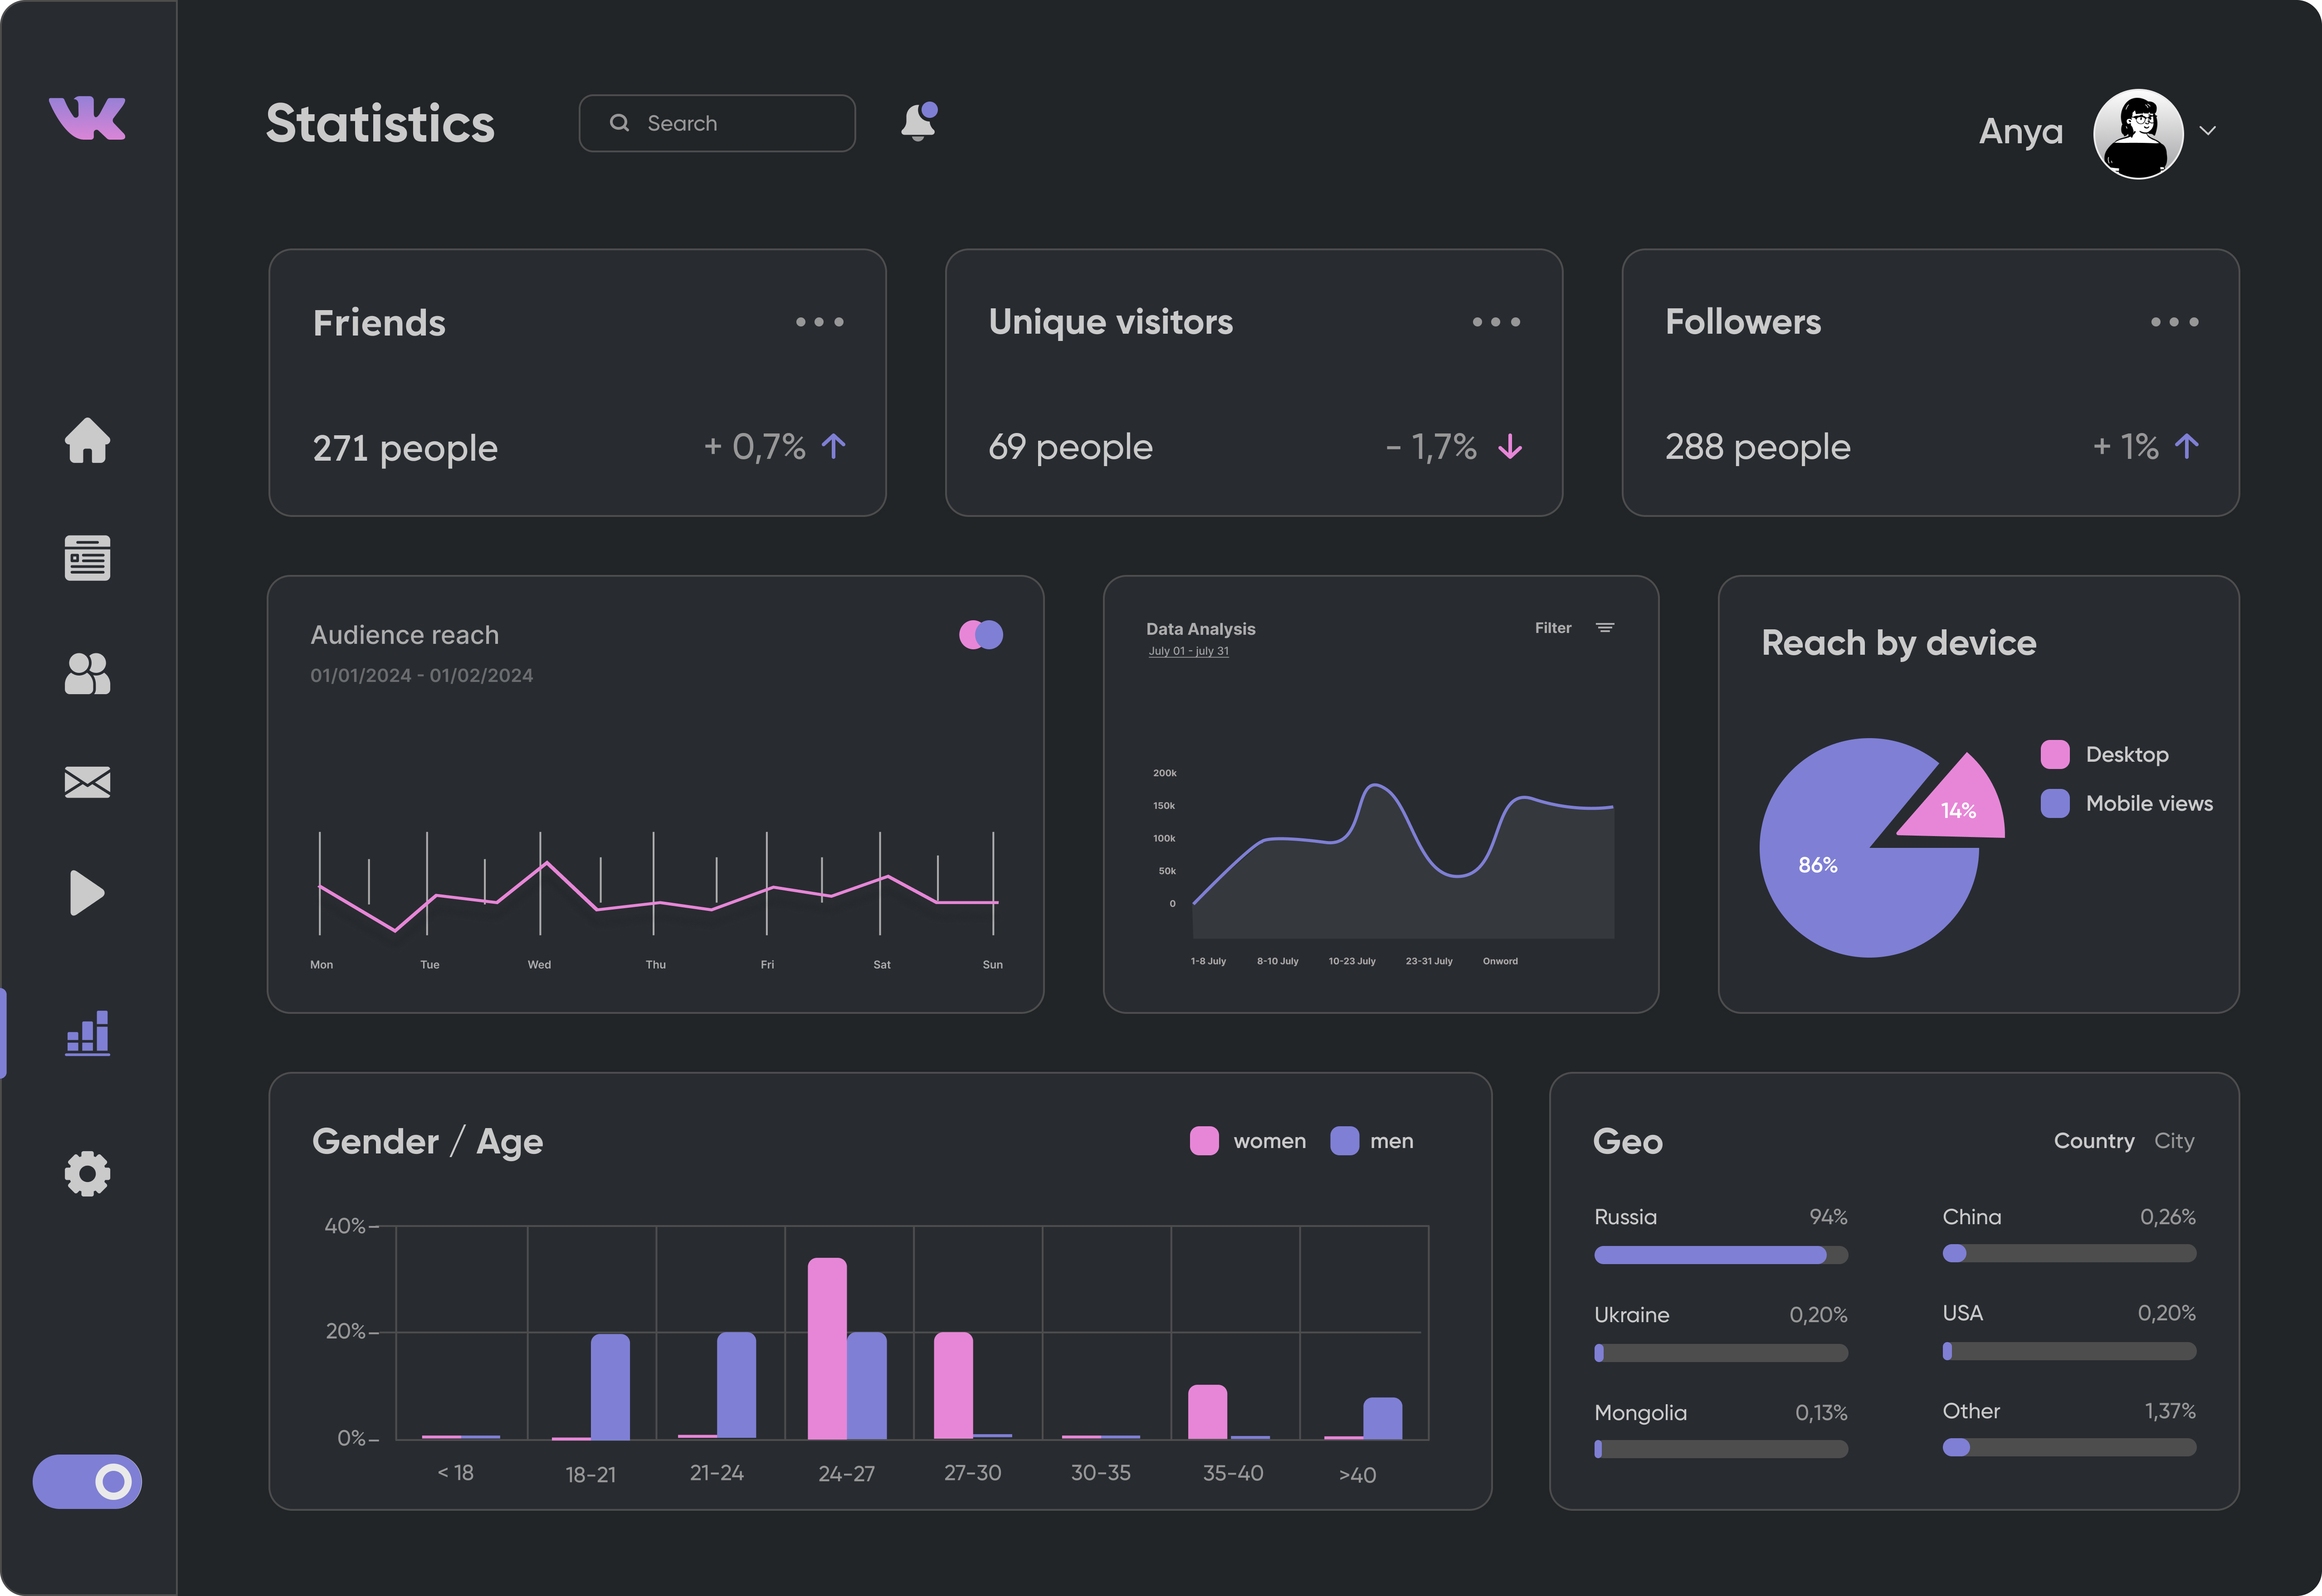 VK
Statistics
Search
Anya
Friends
271 people
+ 0,7%
Unique visitors
69 people
- 1,7%
Followers
288 people
+ 1%
Audience reach
01/01/2024 - 01/02/2024
Mon Tue Wed Thu Fri Sat Sun
Data Analysis
July 01 - july 31
Filter
200k
150k
100k
50k
0
1-8 July 8-10 July 10-23 July 23-31 July Onword
Reach by device
Desktop
Mobile views
14%
86%
Gender / Age
women men
40%
20%
0%
< 18 18-21 21-24 24-27 27-30 30-35 35-40 >40
Geo
Country City
Russia 94%
China 0,26%
Ukraine 0,20%
USA 0,20%
Mongolia 0,13%
Other 1,37%